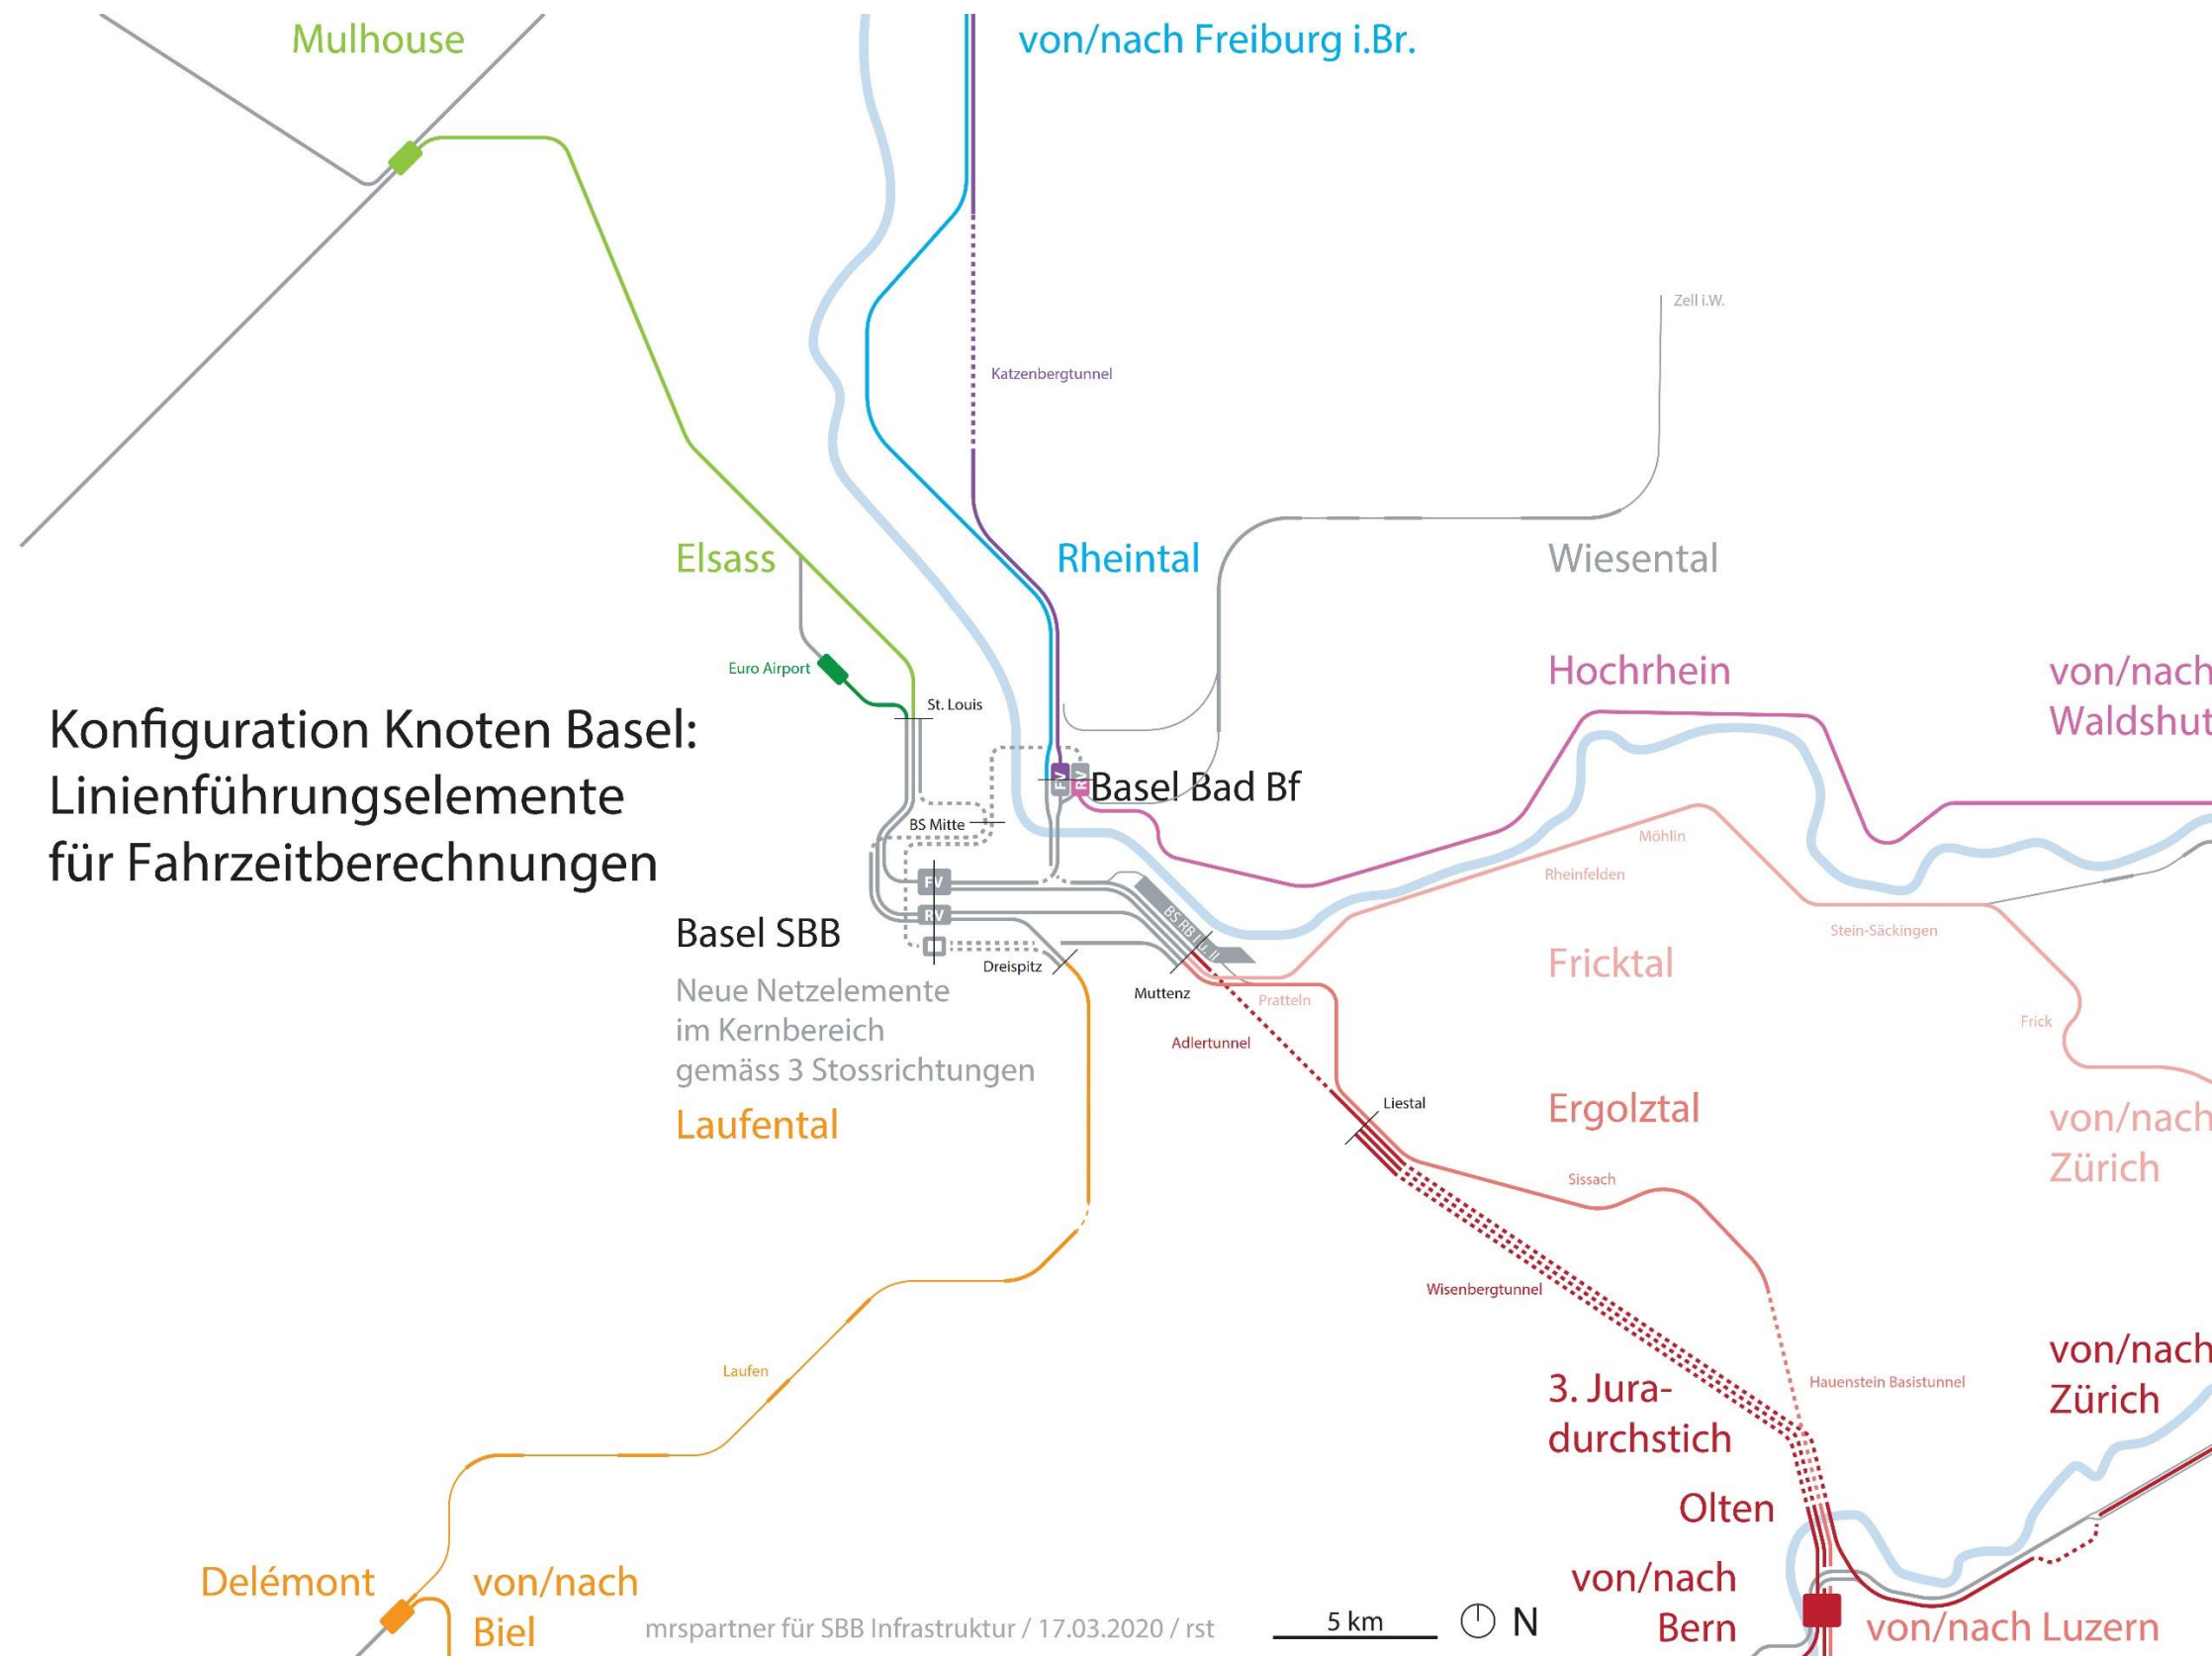 Mulhouse
von/nach Freiburg i.Br.
Zell i.W.
Katzenbergtunnel
Elsass
Rheintal
Wiesental
Euro Airport
St. Louis
Hochrhein
von/nach
Waldshut
Konfiguration Knoten Basel:
Linienführungselemente
für Fahrzeitberechnungen
FV
RV
Basel Bad Bf
BS Mitte
Möhlin
Rheinfelden
FV
RV
BS RB I u. II
Basel SBB
Stein-Säckingen
Dreispitz
Fricktal
Neue Netzelemente
im Kernbereich
gemäss 3 Stossrichtungen
Muttenz
Pratteln
Frick
Adlertunnel
Laufental
Liestal
Ergolztal
von/nach
Zürich
Sissach
Wisenbergtunnel
Laufen
3. Jura-
durchstich
Hauenstein Basistunnel
von/nach
Zürich
Olten
Delémont
von/nach
Biel
mrspartner für SBB Infrastruktur / 17.03.2020 / rst
5 km
N
von/nach
Bern
von/nach Luzern